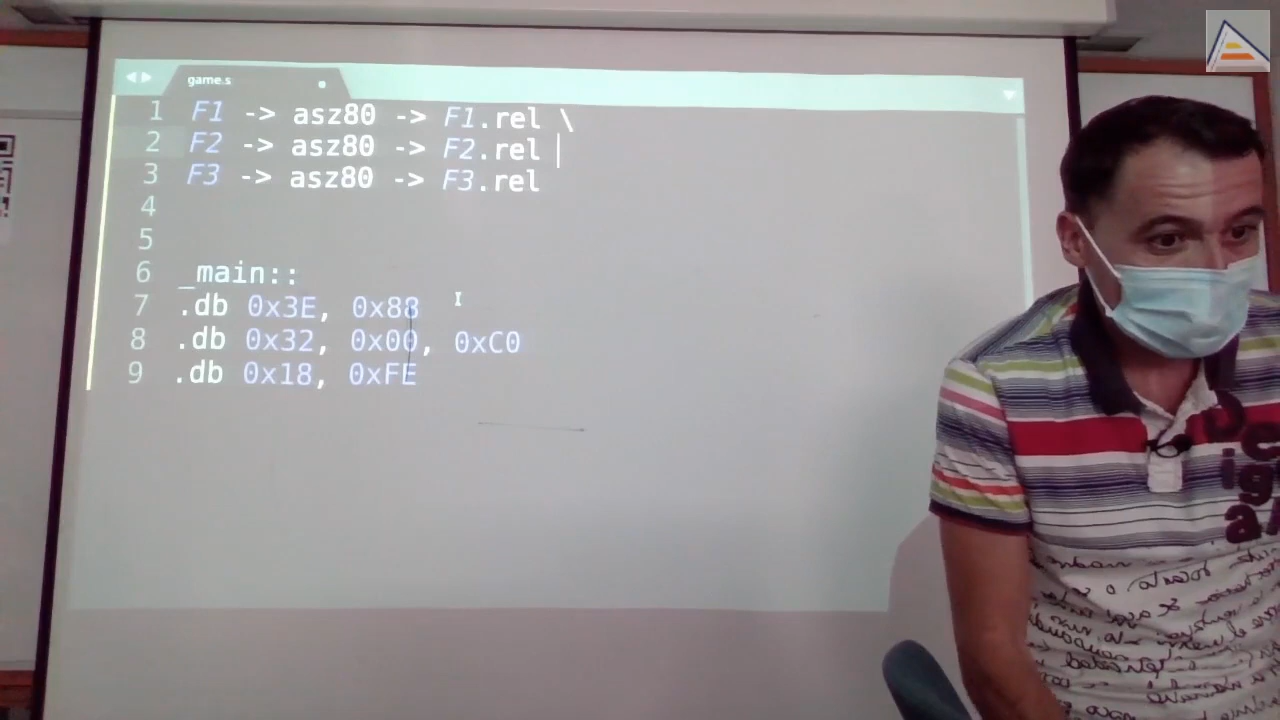 game.s
1 F1 -> asz80 -> F1.rel \
2 F2 -> asz80 -> F2.rel |
3 F3 -> asz80 -> F3.rel
4
5
6 _main::
7 .db 0x3E, 0x88
8 .db 0x32, 0x00, 0xC0
9 .db 0x18, 0xFE